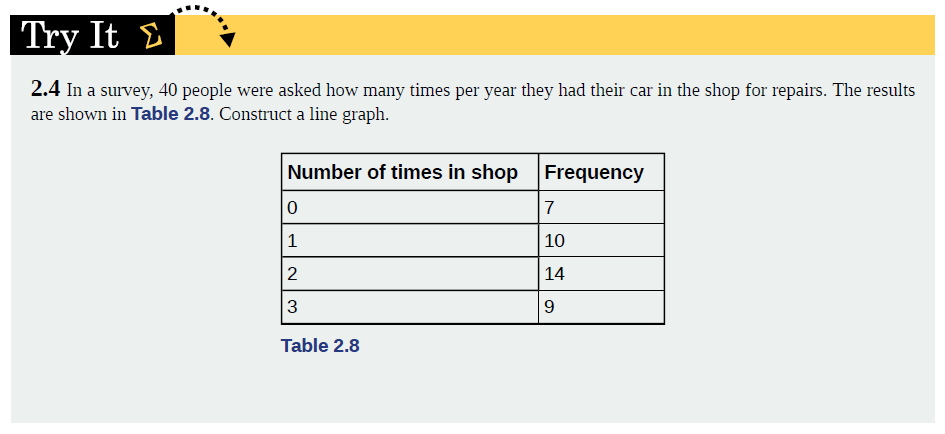 Try It Σ
2.4 In a survey, 40 people were asked how many times per year they had their car in the shop for repairs. The results
are shown in Table 2.8. Construct a line graph.
Number of times in shop Frequency
0 7
1 10
2 14
3 9
Table 2.8